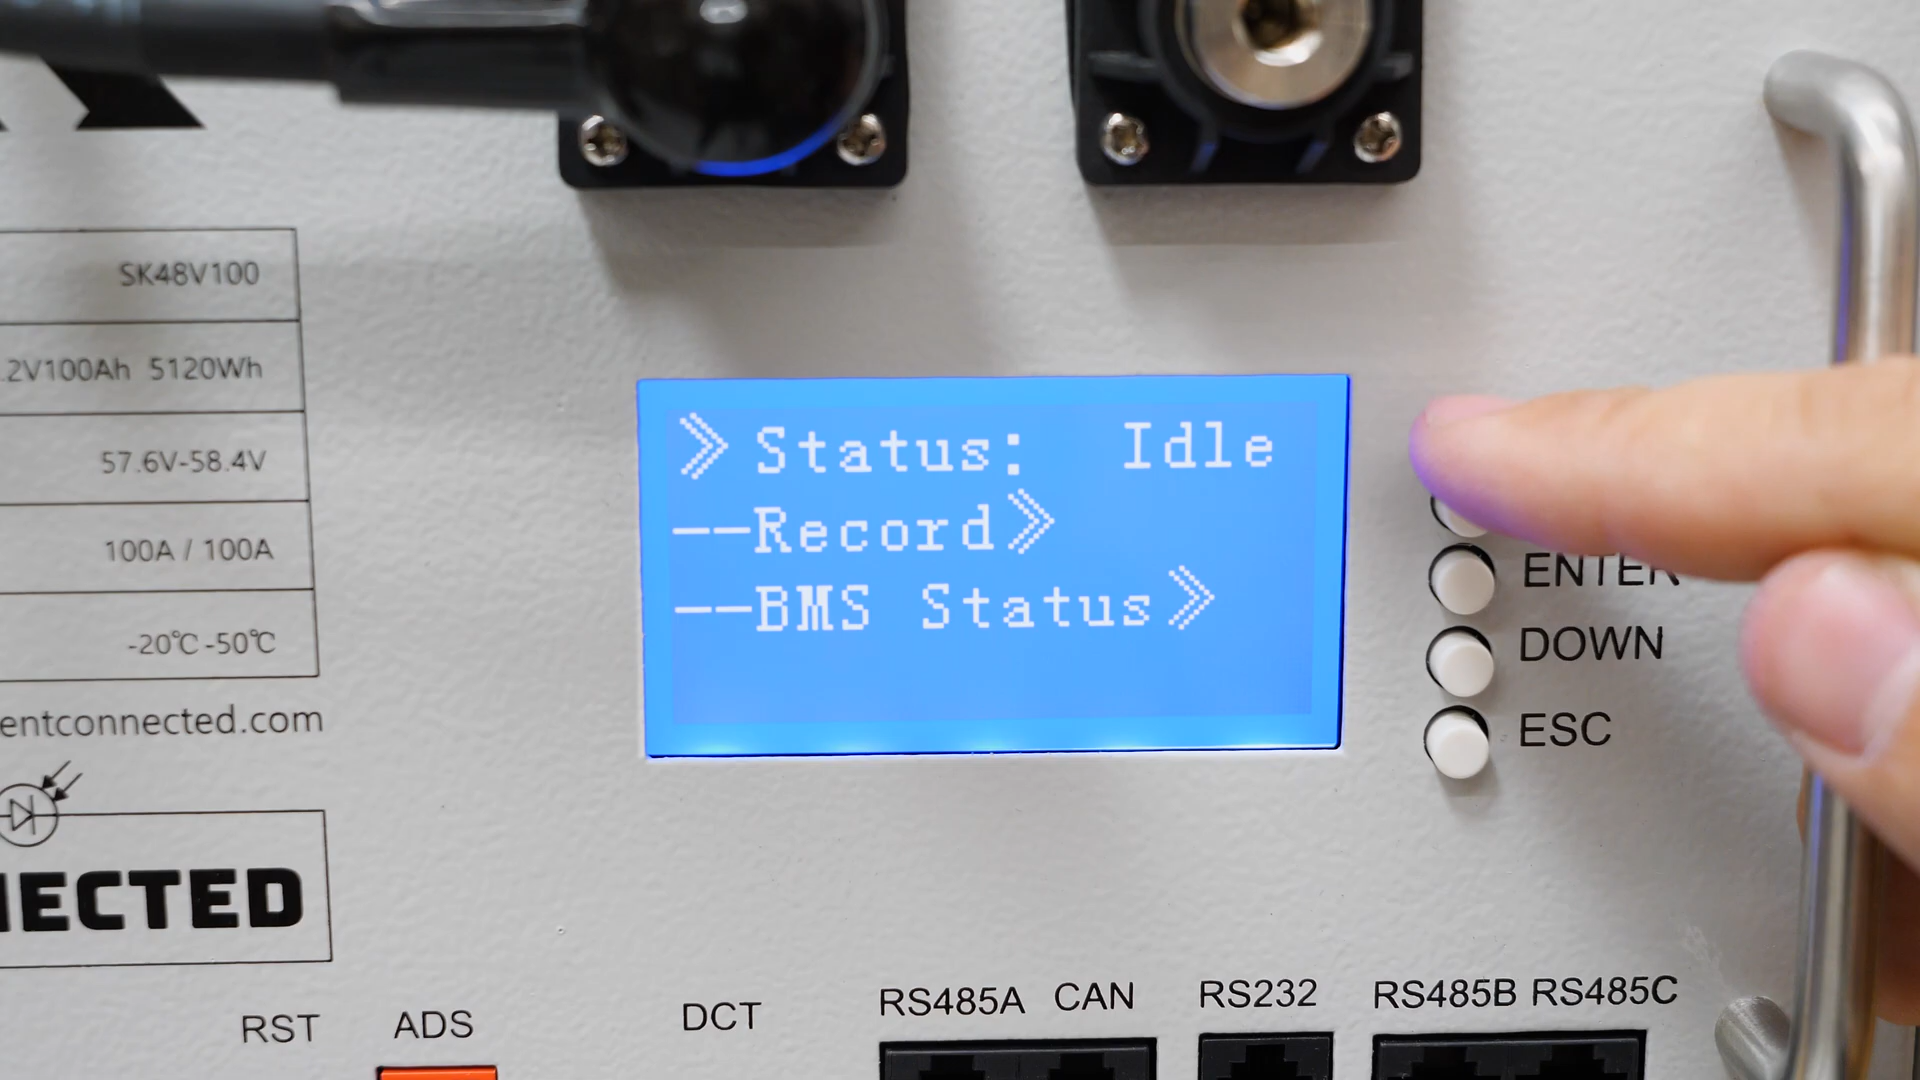 SK48V100
.2V100Ah 5120Wh
57.6V-58.4V
100A / 100A
-20℃-50℃
entconnected.com
NECTED
》Status: Idle
--Record》
--BMS Status》
ENTER
DOWN
ESC
RST
ADS
DCT
RS485A
CAN
RS232
RS485B
RS485C